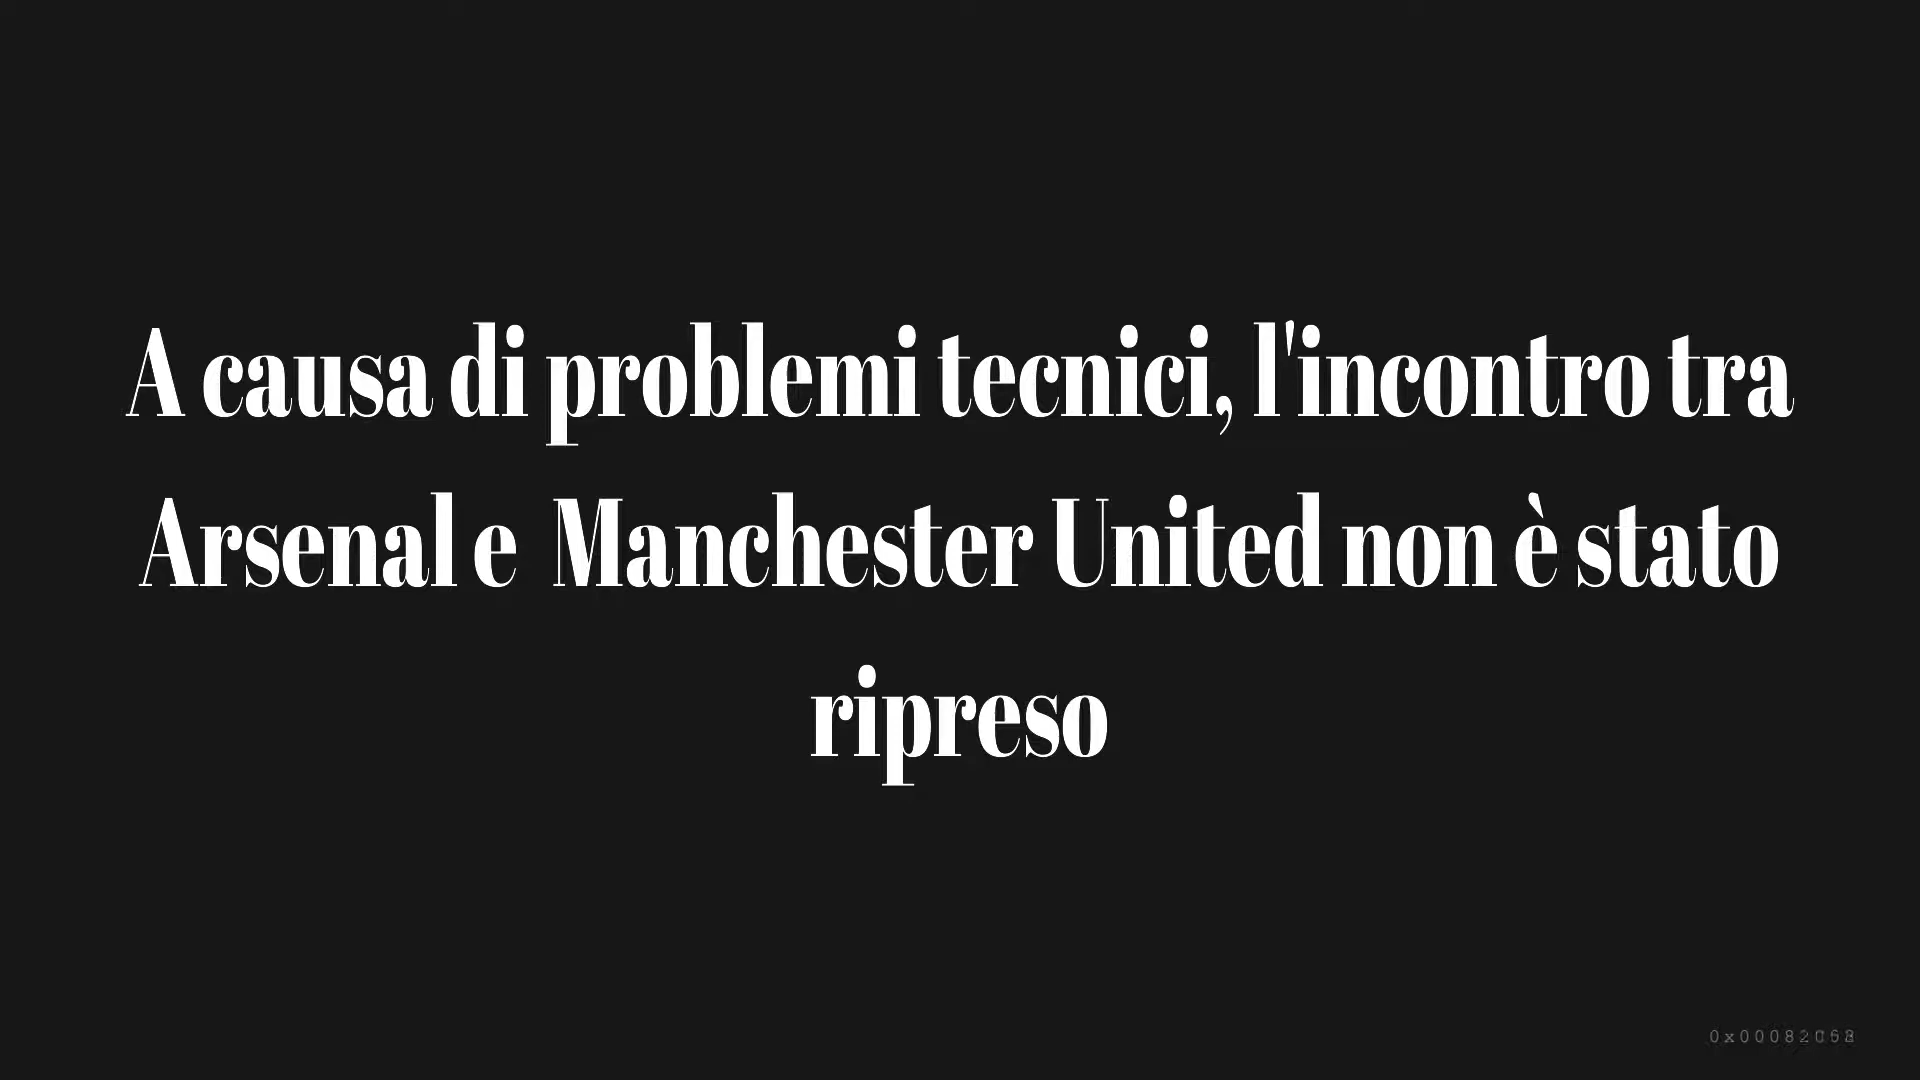 A causa di problemi tecnici, l'incontro tra
Arsenal e  Manchester United non è stato
ripreso